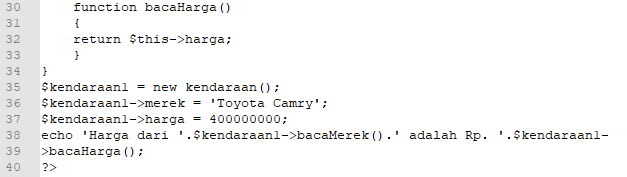 30 function bacaHarga()
31 {
32 return $this->harga;
33 }
34 }
35 $kendaraan1 = new kendaraan();
36 $kendaraan1->merek = 'Toyota Camry';
37 $kendaraan1->harga = 400000000;
38 echo 'Harga dari '.$kendaraan1->bacaMerek().' adalah Rp. '.$kendaraan1-
39 >bacaHarga();
40 ?>